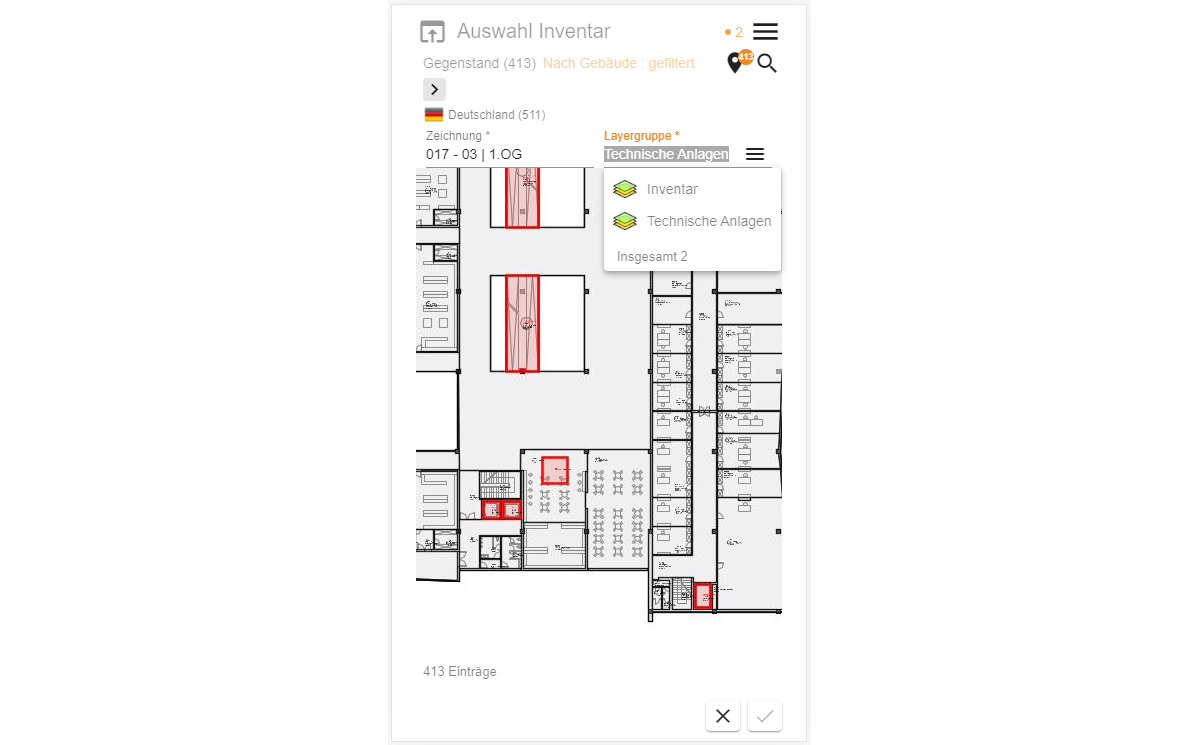 Auswahl Inventar
2
Gegenstand (413) Nach Gebäude : gefiltert
413
Deutschland (511)
Zeichnung *
Layergruppe *
017 - 03 | 1.OG
Technische Anlagen
Inventar
Technische Anlagen
Insgesamt 2
413 Einträge